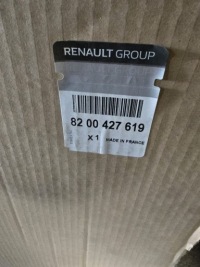 RENAULT GROUP
82 00 427 619
X 1 MADE IN FRANCE